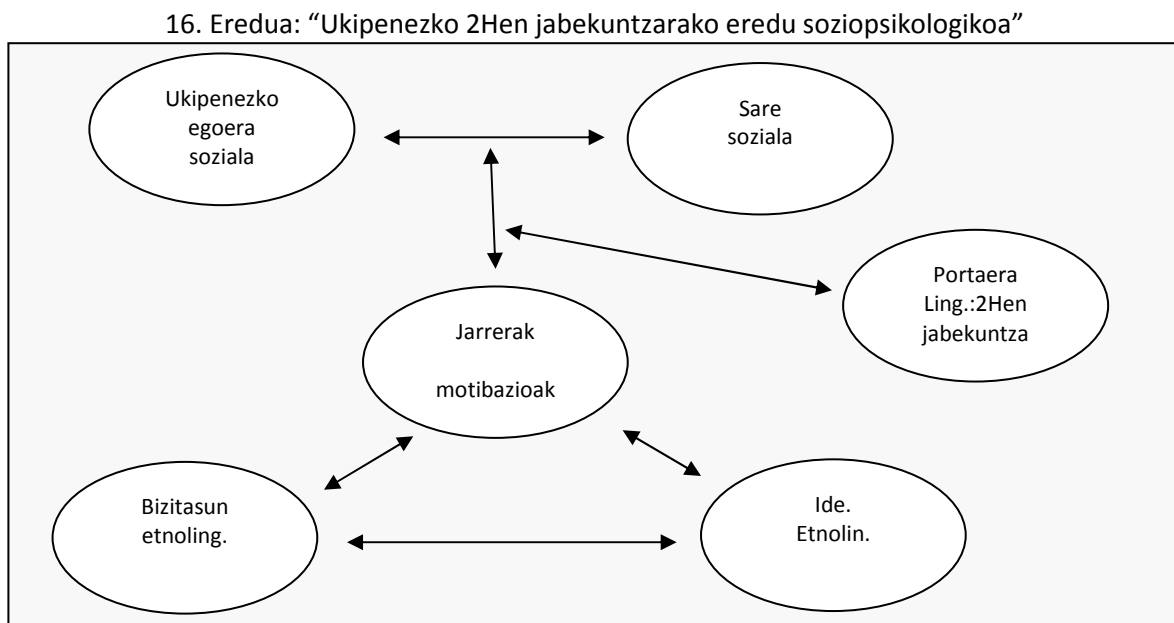 16. Eredua: “Ukipenezko 2Hen jabekuntzarako eredu soziopsikologikoa”
Ukipenezko
egoera
soziala
Sare
soziala
Portaera
Ling.:2Hen
jabekuntza
Jarrerak
motibazioak
Bizitasun
etnoling.
Ide.
Etnolin.